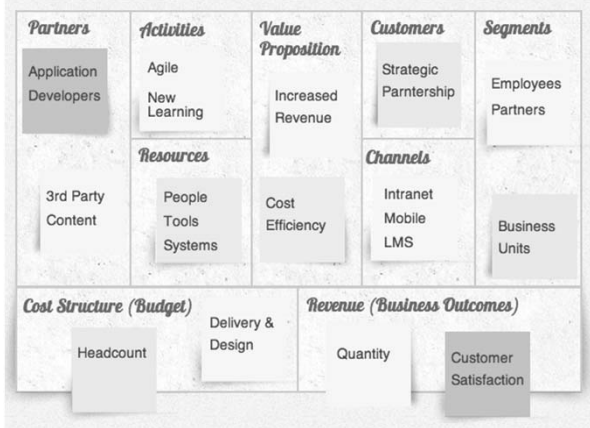 Partners
Application
Developers
3rd Party
Content
Activities
Agile
New
Learning
Resources
People
Tools
Systems
Value
Proposition
Increased
Revenue
Cost
Efficiency
Customers
Strategic
Parntership
Channels
Intranet
Mobile
LMS
Segments
Employees
Partners
Business
Units
Cost Structure (Budget)
Headcount
Delivery &
Design
Revenue (Business Outcomes)
Quantity
Customer
Satisfaction